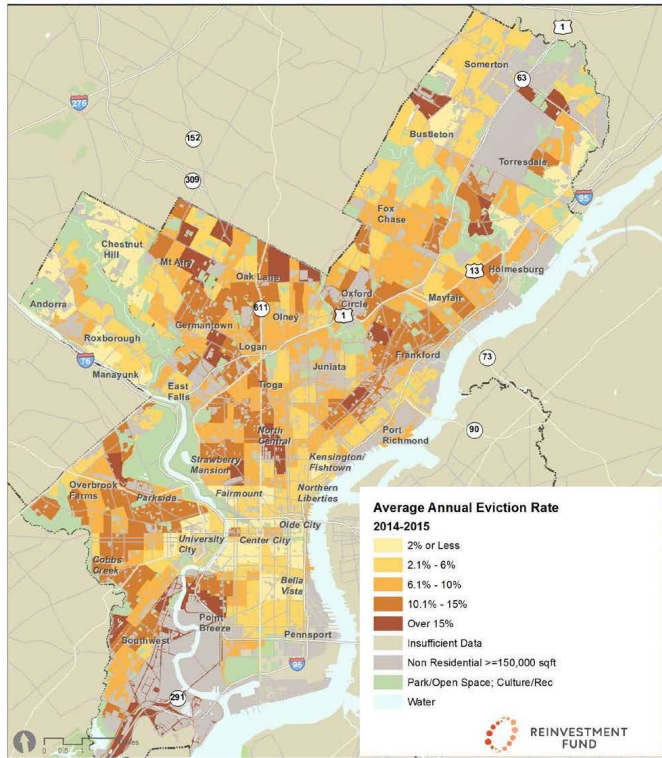 1
Somerton
63
276
Bustleton
152
Torresdale
309
95
Fox
Chase
Chestnut
Hill
Mt Airy
Oak Lane
13
Holmesburg
Andorra
Oxford
Circle
Mayfair
611
Olney
1
Germantown
Roxborough
Logan
Frankford
76
Manayunk
Juniata
73
East
Falls
Tioga
90
Port
Richmond
North
Central
Strawberry
Mansion
Kensington/
Fishtown
Overbrook
Farms
Parkside
Fairmount
Northern
Liberties
Olde City
University
City
Center City
Cobbs
Creek
Bella
Vista
Point
Breeze
Pennsport
Southwest
95
291
Average Annual Eviction Rate
2014-2015
2% or Less
2.1% - 6%
6.1% - 10%
10.1% - 15%
Over 15%
Insufficient Data
Non Residential >=150,000 sqft
Park/Open Space; Culture/Rec
Water
REINVESTMENT
FUND